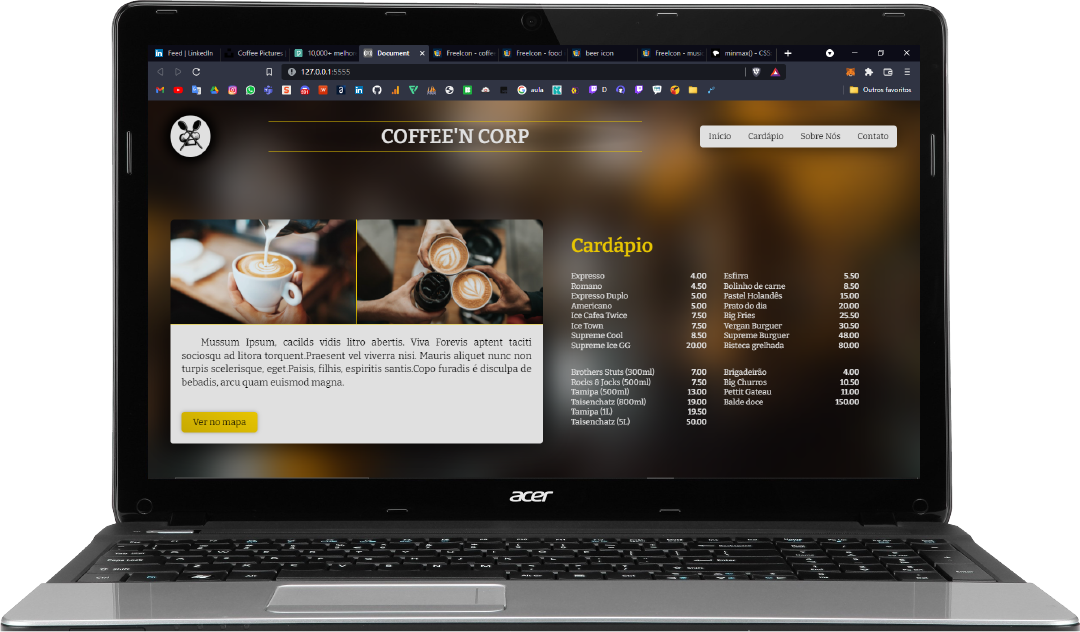 Feed | LinkedIn
Coffee Pictures
10,000+ melho
Document
FreeIcon - coffe
FreeIcon - food
beer icon
FreeIcon - musi
minmax() - CSS:
127.0.0.1:5555
aula
D
Outros favoritos
COFFEE'N CORP
Início
Cardápio
Sobre Nós
Contato
Mussum Ipsum, cacilds vidis litro abertis. Viva Forevis aptent taciti
sociosqu ad litora torquent.Praesent vel viverra nisi. Mauris aliquet nunc non
turpis scelerisque, eget.Paisis, filhis, espiritis santis.Copo furadis é disculpa de
bebadis, arcu quam euismod magna.
Ver no mapa
Cardápio
Expresso 4.00
Romano 4.50
Expresso Duplo 5.00
Americano 5.00
Ice Cafea Twice 7.50
Ice Town 7.50
Supreme Cool 8.50
Supreme Ice GG 20.00
Esfirra 5.50
Bolinho de carne 8.50
Pastel Holandês 15.00
Prato do dia 20.00
Big Fries 25.50
Vergan Burguer 30.50
Supreme Burguer 48.00
Bisteca grelhada 80.00
Brothers Stuts (300ml) 7.00
Rocks & Jocks (500ml) 7.50
Tamipa (500ml) 13.00
Taisenchatz (800ml) 19.00
Tamipa (1L) 19.50
Taisenchatz (5L) 50.00
Brigadeirão 4.00
Big Churros 10.50
Pettit Gateau 11.00
Balde doce 150.00
acer